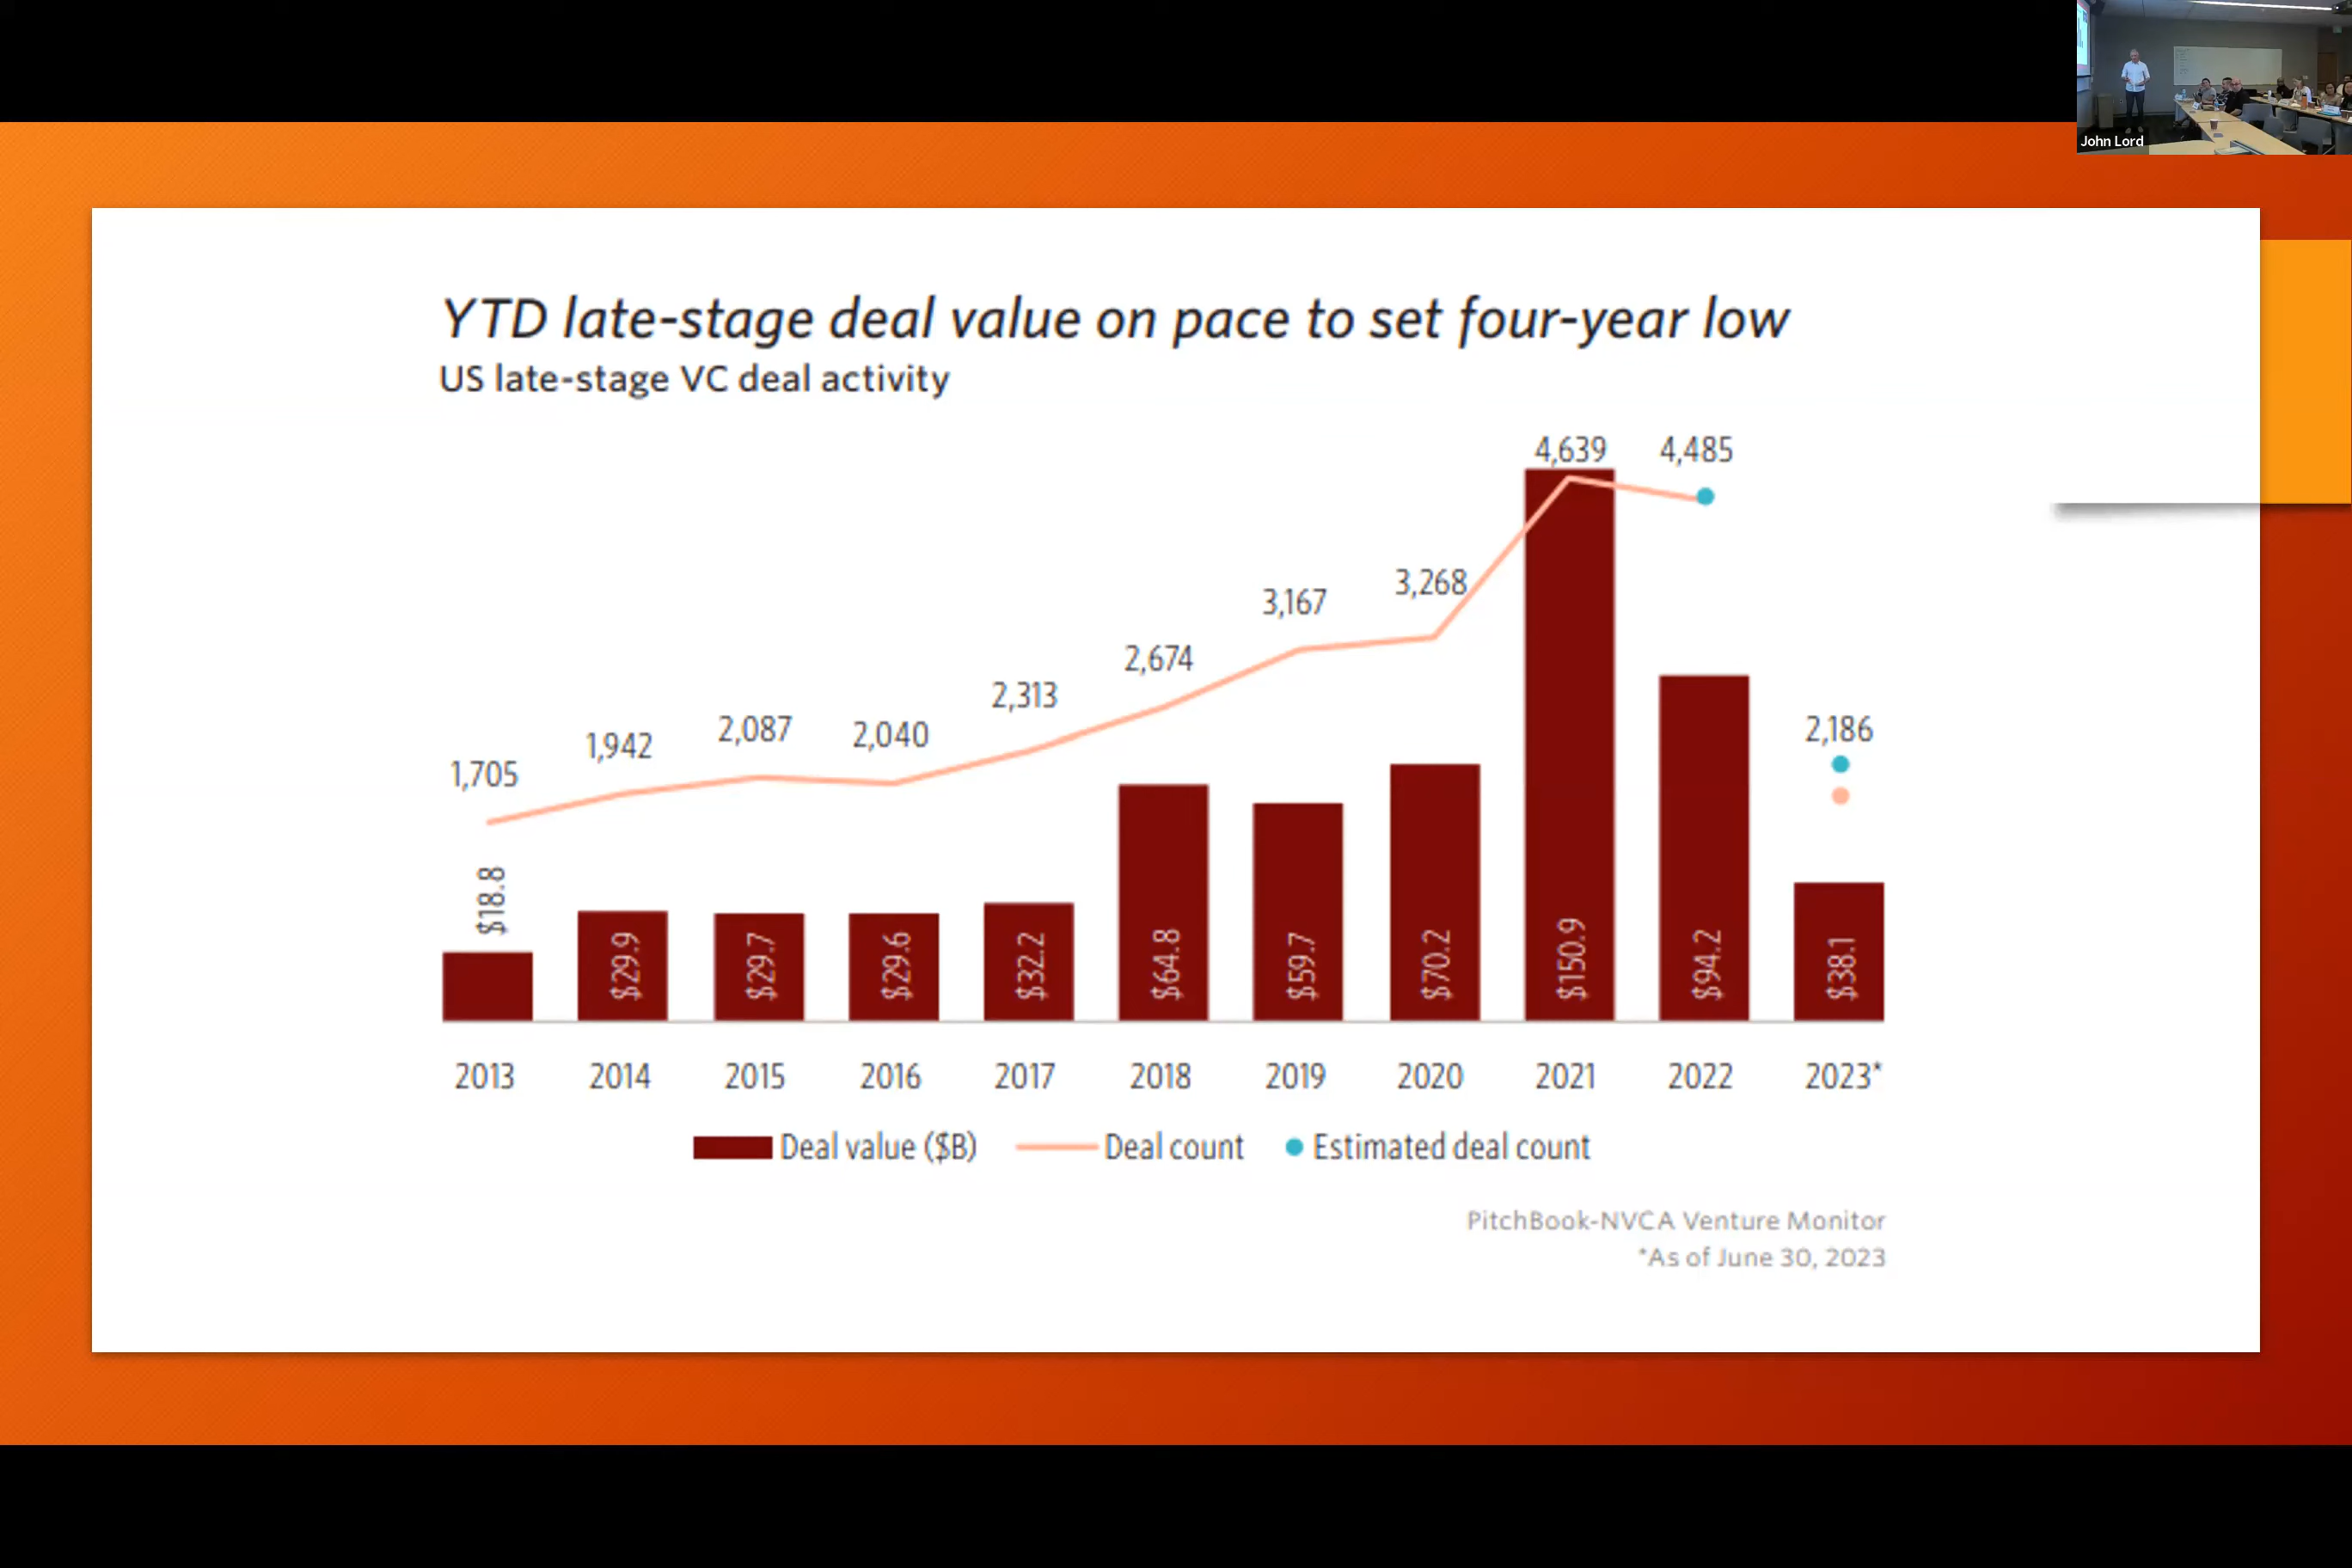 John Lord
YTD late-stage deal value on pace to set four-year low
US late-stage VC deal activity
4,639 4,485
3,268
3,167
2,674
2,313
2,186
2,087 2,040
1,942
1,705
$18.8 $29.9 $29.7 $29.6 $32.2 $64.8 $59.7 $70.2 $150.9 $94.2 $38.1
2013 2014 2015 2016 2017 2018 2019 2020 2021 2022 2023*
Deal value ($B) Deal count Estimated deal count
PitchBook-NVCA Venture Monitor
*As of June 30, 2023